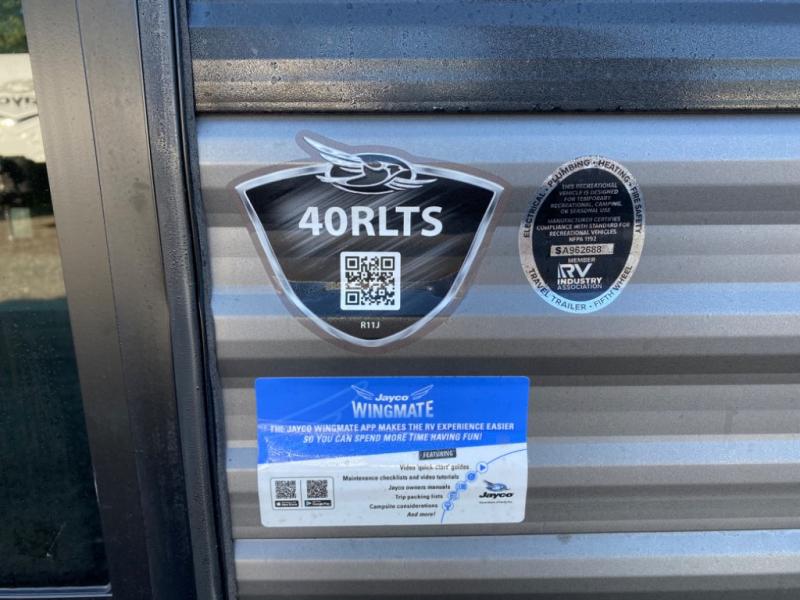 40RLTS
R11J
ELECTRICAL · PLUMBING · HEATING · FIRE SAFETY
THIS RECREATIONAL
VEHICLE IS DESIGNED
FOR TEMPORARY
RECREATIONAL, CAMPING,
OR SEASONAL USE
MANUFACTURER CERTIFIES
COMPLIANCE WITH STANDARD FOR
RECREATIONAL VEHICLES
NFPA 1192
SA962688
MEMBER
RV
INDUSTRY
ASSOCIATION
· TRAVEL TRAILER · FIFTH WHEEL
Jayco
WINGMATE
THE JAYCO WINGMATE APP MAKES THE RV EXPERIENCE EASIER
SO YOU CAN SPEND MORE TIME HAVING FUN!
FEATURING
Video 'quick-start' guides
Maintenance checklists and video tutorials
Jayco owners manuals
Trip packing lists
Campsite considerations
And more!
Jayco